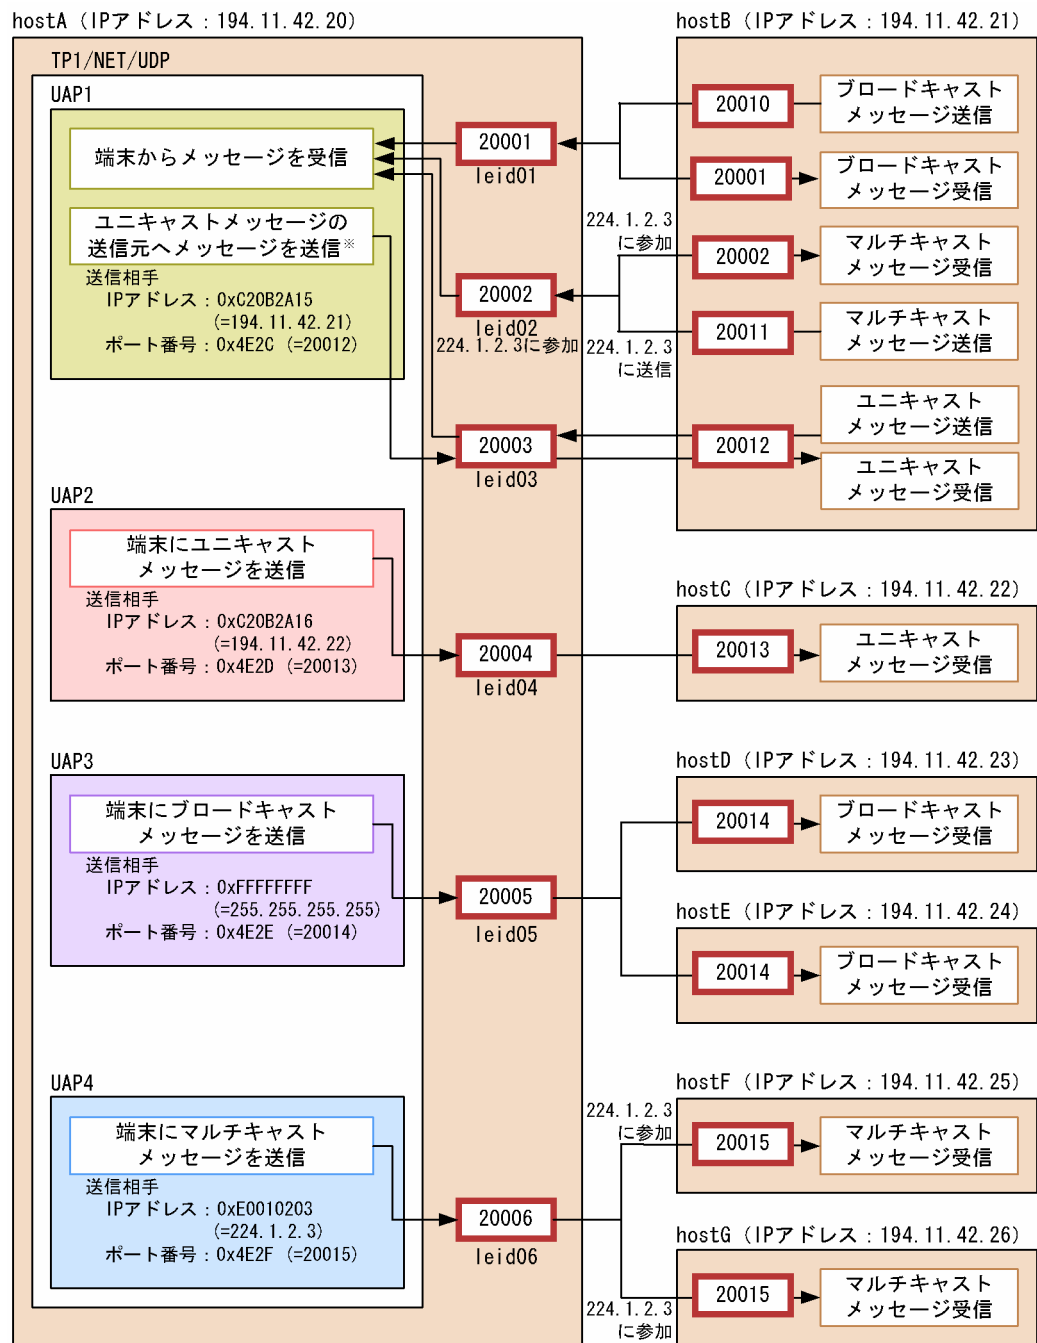 hostA (IPアドレス：194.11.42.20)
TP1/NET/UDP
UAP1
端末からメッセージを受信
ユニキャストメッセージの
送信元へメッセージを送信※
送信相手
IPアドレス：0xC20B2A15
(=194.11.42.21)
ポート番号：0x4E2C (=20012)
20001
leid01
20002
leid02
224.1.2.3に参加
20003
leid03
hostB (IPアドレス：194.11.42.21)
20010
ブロードキャスト
メッセージ送信
20001
ブロードキャスト
メッセージ受信
224.1.2.3
に参加
20002
マルチキャスト
メッセージ受信
224.1.2.3
に送信
20011
マルチキャスト
メッセージ送信
20012
ユニキャスト
メッセージ送信
ユニキャスト
メッセージ受信
UAP2
端末にユニキャスト
メッセージを送信
送信相手
IPアドレス：0xC20B2A16
(=194.11.42.22)
ポート番号：0x4E2D (=20013)
20004
leid04
hostC (IPアドレス：194.11.42.22)
20013
ユニキャスト
メッセージ受信
UAP3
端末にブロードキャスト
メッセージを送信
送信相手
IPアドレス：0xFFFFFFFF
(=255.255.255.255)
ポート番号：0x4E2E (=20014)
20005
leid05
hostD (IPアドレス：194.11.42.23)
20014
ブロードキャスト
メッセージ受信
hostE (IPアドレス：194.11.42.24)
20014
ブロードキャスト
メッセージ受信
UAP4
端末にマルチキャスト
メッセージを送信
送信相手
IPアドレス：0xE0010203
(=224.1.2.3)
ポート番号：0x4E2F (=20015)
20006
leid06
hostF (IPアドレス：194.11.42.25)
224.1.2.3
に参加
20015
マルチキャスト
メッセージ受信
hostG (IPアドレス：194.11.42.26)
224.1.2.3
に参加
20015
マルチキャスト
メッセージ受信